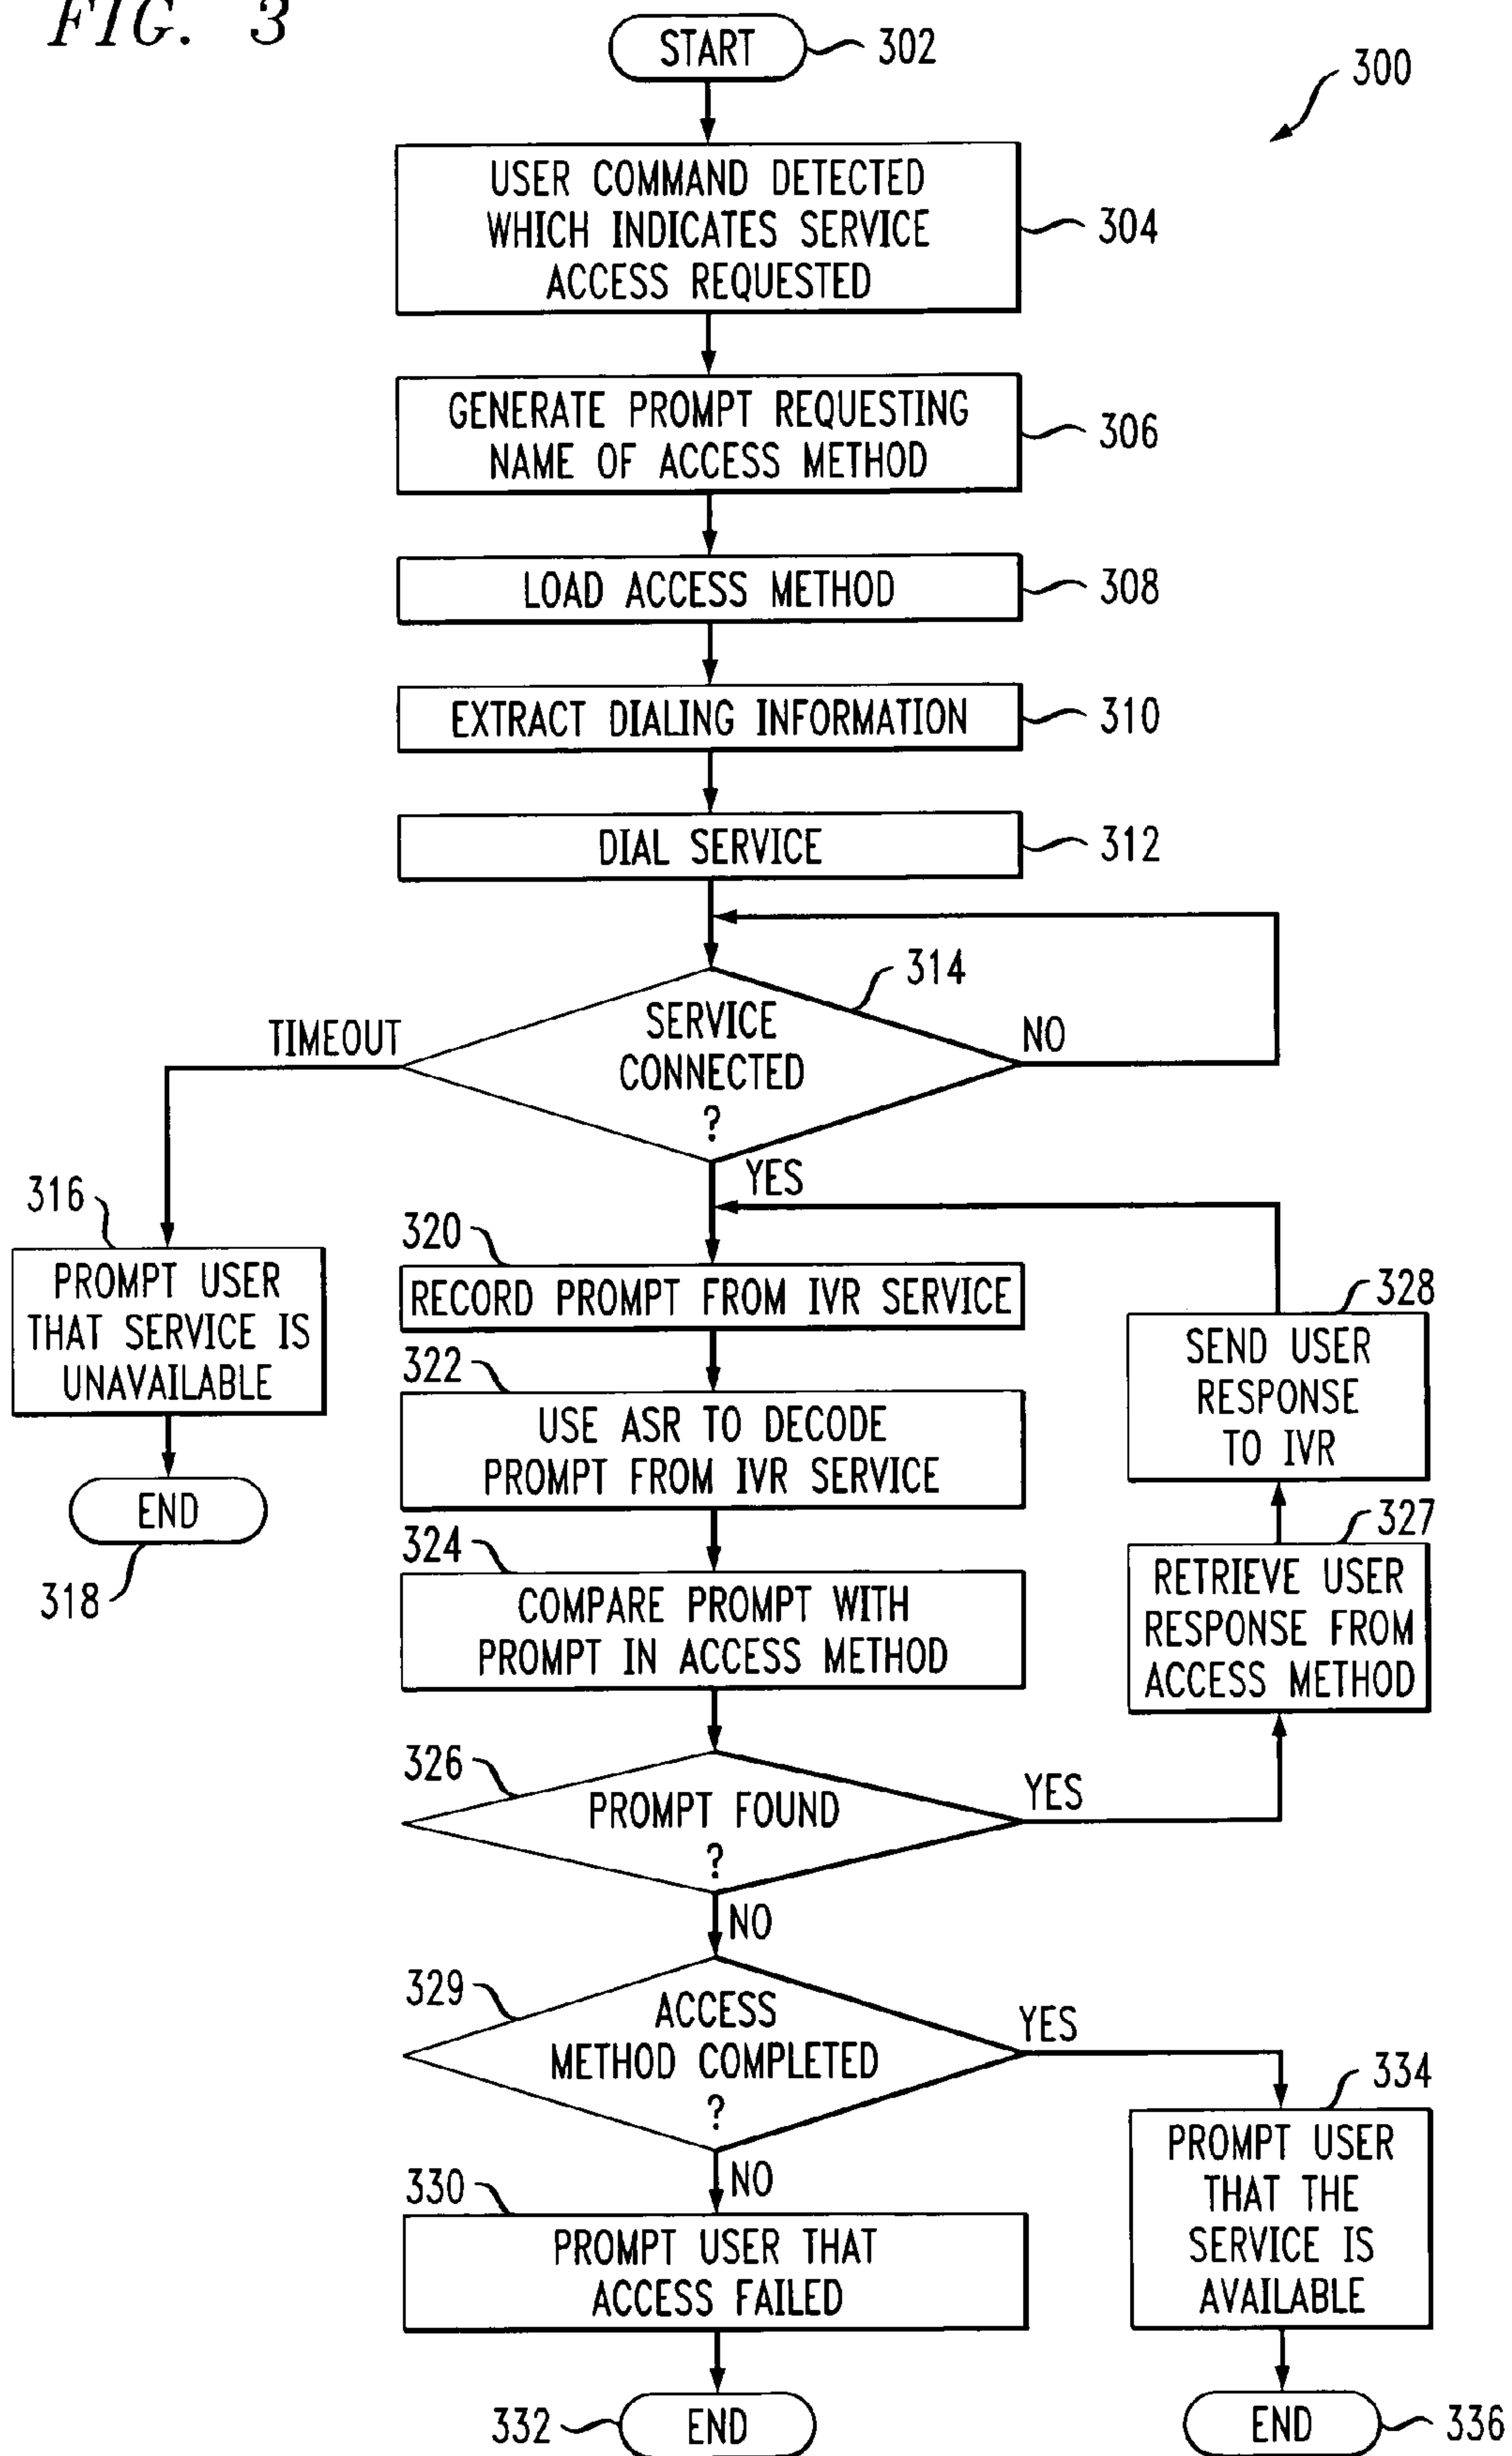 FIG. 3
START
302
300
USER COMMAND DETECTED
WHICH INDICATES SERVICE
ACCESS REQUESTED
304
GENERATE PROMPT REQUESTING
NAME OF ACCESS METHOD
306
LOAD ACCESS METHOD
308
EXTRACT DIALING INFORMATION
310
DIAL SERVICE
312
314
SERVICE
CONNECTED
?
TIMEOUT
NO
YES
316
PROMPT USER
THAT SERVICE IS
UNAVAILABLE
END
318
320
RECORD PROMPT FROM IVR SERVICE
322
USE ASR TO DECODE
PROMPT FROM IVR SERVICE
324
COMPARE PROMPT WITH
PROMPT IN ACCESS METHOD
328
SEND USER
RESPONSE
TO IVR
327
RETRIEVE USER
RESPONSE FROM
ACCESS METHOD
326
PROMPT FOUND
?
YES
NO
329
ACCESS
METHOD COMPLETED
?
YES
NO
330
PROMPT USER THAT
ACCESS FAILED
332
END
334
PROMPT USER
THAT THE
SERVICE IS
AVAILABLE
END
336